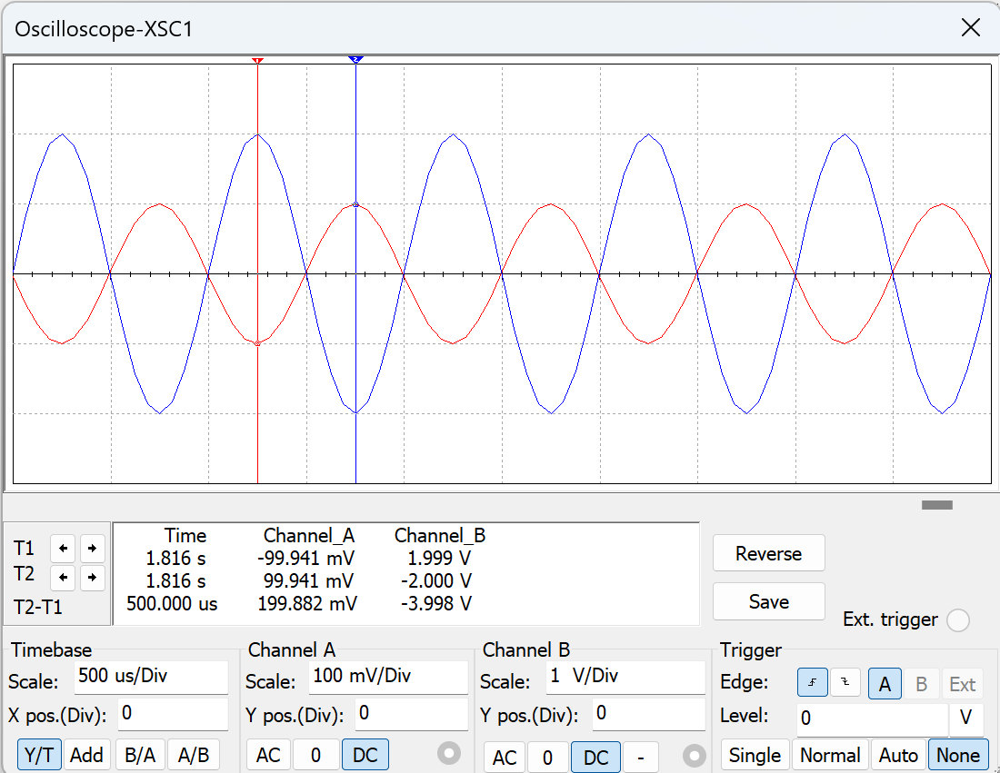 Oscilloscope-XSC1
1 2
Time Channel_A Channel_B
T1 1.816 s -99.941 mV 1.999 V
T2 1.816 s 99.941 mV -2.000 V
T2-T1 500.000 us 199.882 mV -3.998 V
Reverse
Save
Ext. trigger
Timebase
Scale: 500 us/Div
X pos.(Div): 0
Y/T Add B/A A/B
Channel A
Scale: 100 mV/Div
Y pos.(Div): 0
AC 0 DC
Channel B
Scale: 1 V/Div
Y pos.(Div): 0
AC 0 DC -
Trigger
Edge: A B Ext
Level: 0 V
Single Normal Auto None